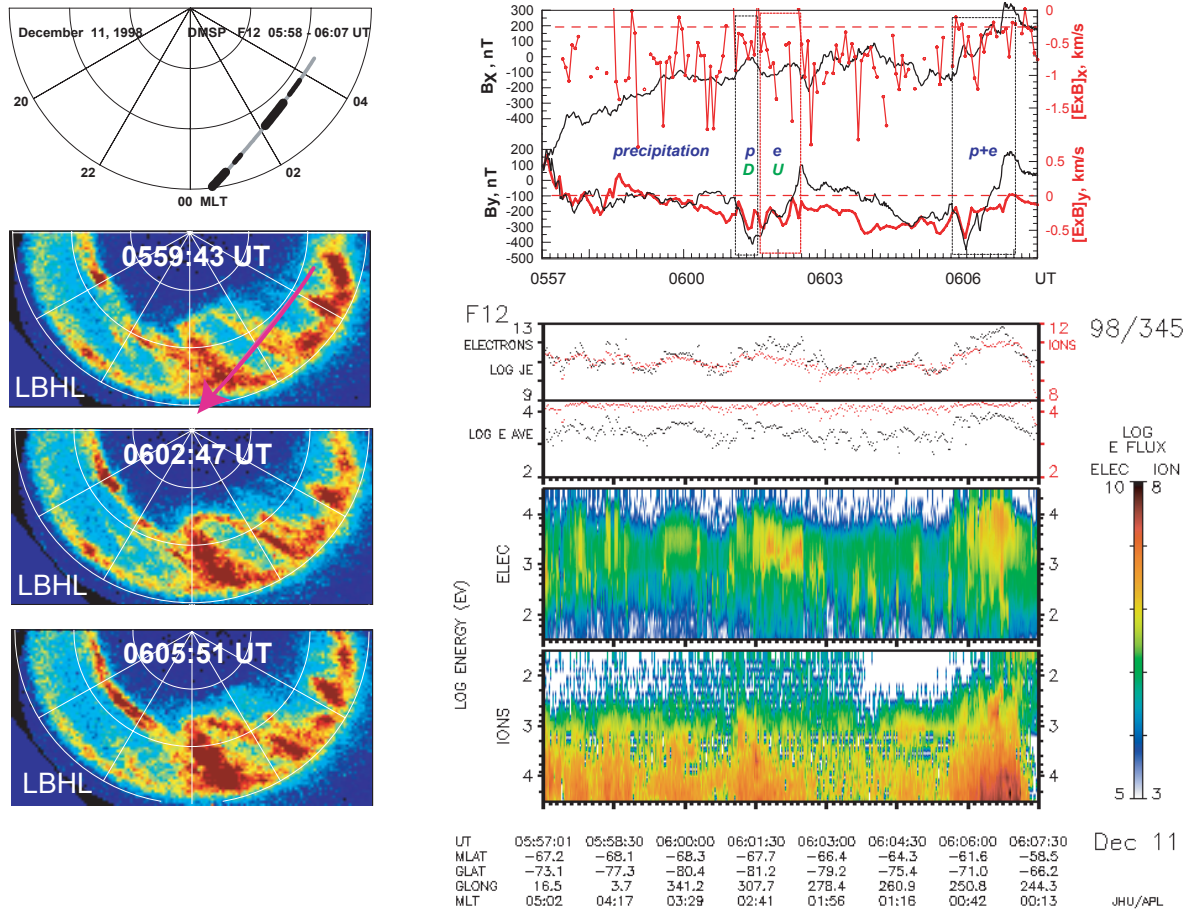 December 11, 1998 DMSP F12 05:58 - 06:07 UT
20
22
00 MLT
02
04
0559:43 UT
LBHL
0602:47 UT
LBHL
0605:51 UT
LBHL
300
200
100
0
-100
-200
-300
-400
Bx , nT
200
100
0
-100
-200
-300
-400
-500
By, nT
0
-0.5
-1.0
-1.5
[ExB]x, km/s
0.5
0
-0.5
[ExB]y, km/s
precipitation
p
D
e
U
p+e
0557
0600
0603
0606
UT
F12
98/345
13
ELECTRONS
LOG JE
9
12
IONS
8
4
LOG E AVE
2
4
2
4
3
2
ELEC
LOG ENERGY (EV)
2
3
4
IONS
LOG
E FLUX
ELEC ION
10 8
5 3
UT 05:57:01 05:58:30 06:00:00 06:01:30 06:03:00 06:04:30 06:06:00 06:07:30
MLAT -67.2 -68.1 -68.3 -67.7 -66.4 -64.3 -61.6 -58.5
GLAT -73.1 -77.3 -80.4 -81.2 -79.2 -75.4 -71.0 -66.2
GLONG 16.5 3.7 341.2 307.7 278.4 260.9 250.8 244.3
MLT 05:02 04:17 03:29 02:41 01:56 01:16 00:42 00:13
Dec 11
JHU/APL